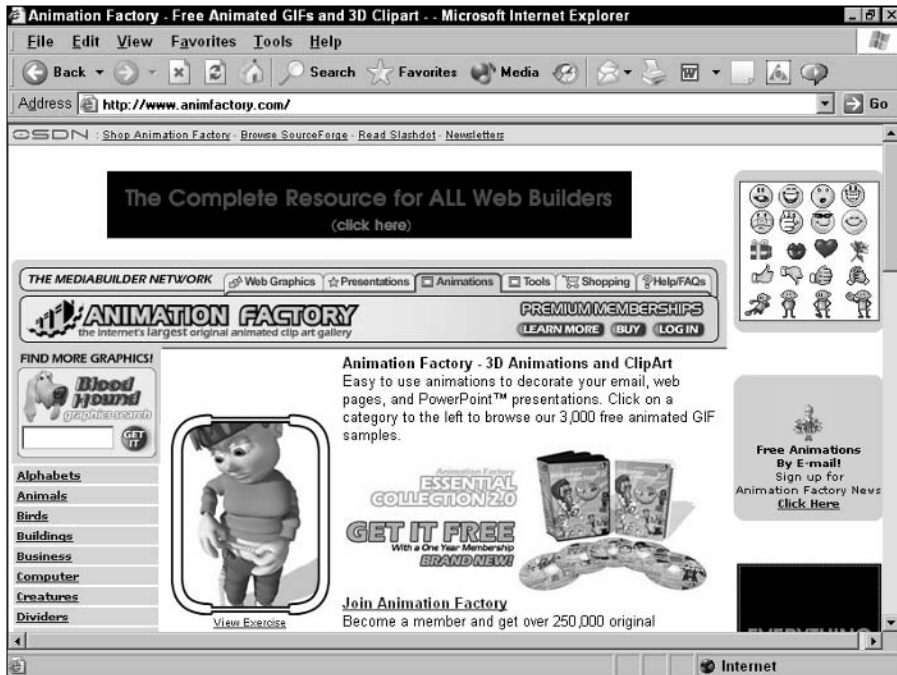 Animation Factory - Free Animated GIFs and 3D Clipart - - Microsoft Internet Explorer
File Edit View Favorites Tools Help
Back Search Favorites Media
Address http://www.animfactory.com/ Go
OSDN : Shop Animation Factory - Browse SourceForge - Read Slashdot - Newsletters
The Complete Resource for ALL Web Builders
(click here)
THE MEDIABUILDER NETWORK Web Graphics Presentations Animations Tools Shopping Help/FAQs
ANIMATION FACTORY
the Internet's largest original animated clip art gallery
PREMIUM MEMBERSHIPS
LEARN MORE BUY LOG IN
FIND MORE GRAPHICS!
Blood
Hound
graphicssearch
GET
IT
Alphabets
Animals
Birds
Buildings
Business
Computer
Creatures
Dividers
View Exercise
Animation Factory - 3D Animations and ClipArt
Easy to use animations to decorate your email, web
pages, and PowerPoint™ presentations. Click on a
category to the left to browse our 3,000 free animated GIF
samples.
Animation Factory
ESSENTIAL
COLLECTION 2.0
GET IT FREE
With a One Year Membership
BRAND NEW!
Join Animation Factory
Become a member and get over 250,000 original
Free Animations
By E-mail!
Sign up for
Animation Factory News
Click Here
EVERYTHING
Internet